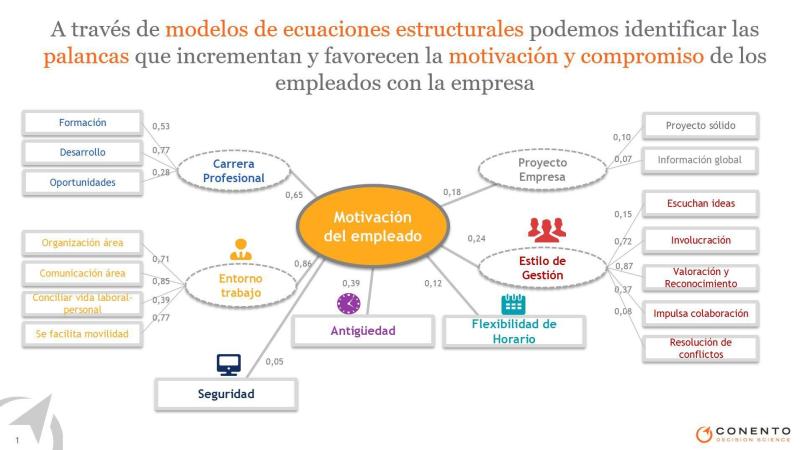 A través de modelos de ecuaciones estructurales podemos identificar las
palancas que incrementan y favorecen la motivación y compromiso de los
empleados con la empresa
Formación
0,53
Desarrollo
0,77
Oportunidades
0,28
Carrera
Profesional
0,65
Proyecto
Empresa
0,18
0,10
Proyecto sólido
0,07
Información global
Motivación
del empleado
Organización área
0,71
Comunicación área
0,85
Conciliar vida laboral-
personal
0,39
Se facilita movilidad
0,77
Entorno
trabajo
0,86
Estilo de
Gestión
0,24
0,15
Escuchan ideas
0,72
Involucración
0,87
Valoración y
Reconocimiento
0,37
Impulsa colaboración
0,08
Resolución de
conflictos
0,39
Antigüedad
0,12
Flexibilidad de
Horario
0,05
Seguridad
1
CONENTO
DECISION SCIENCE